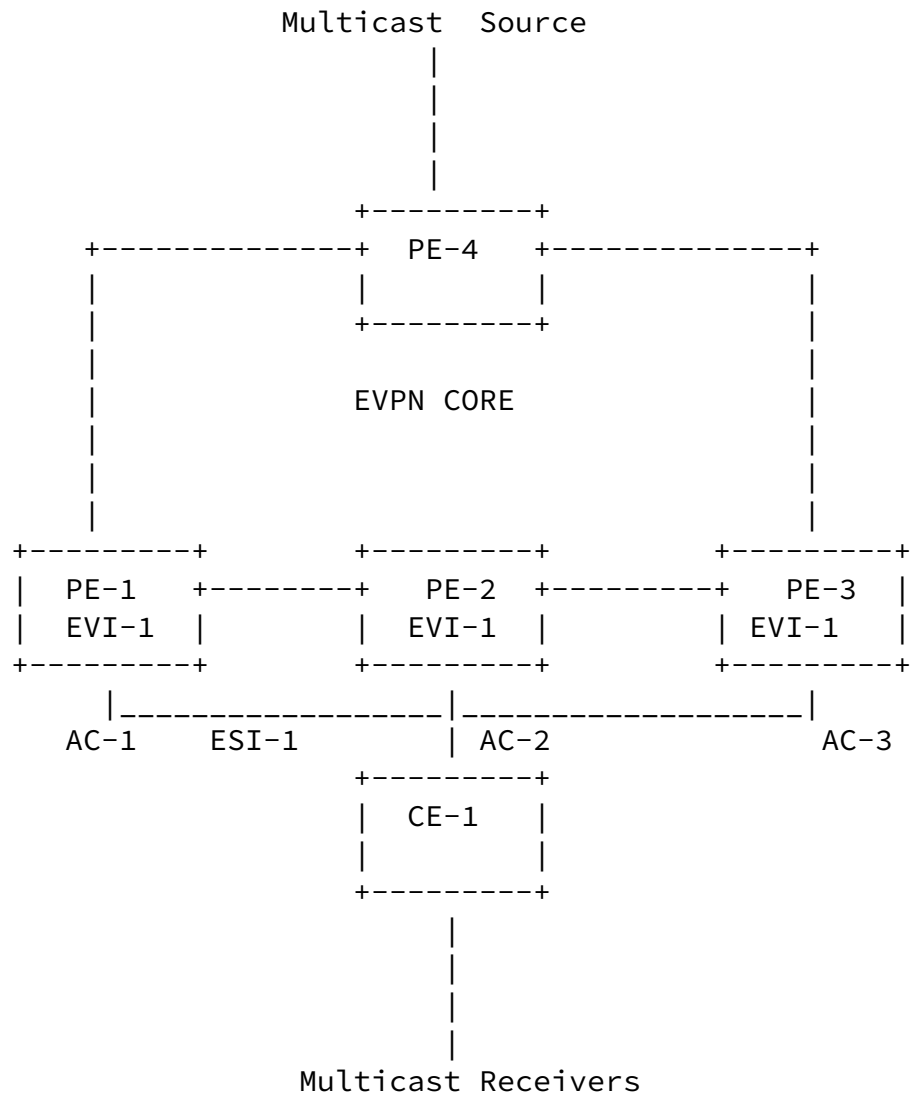 Multicast  Source
PE-4
EVPN CORE
PE-1 PE-2 PE-3
EVI-1 EVI-1 EVI-1
AC-1 ESI-1 AC-2 AC-3
CE-1
Multicast Receivers